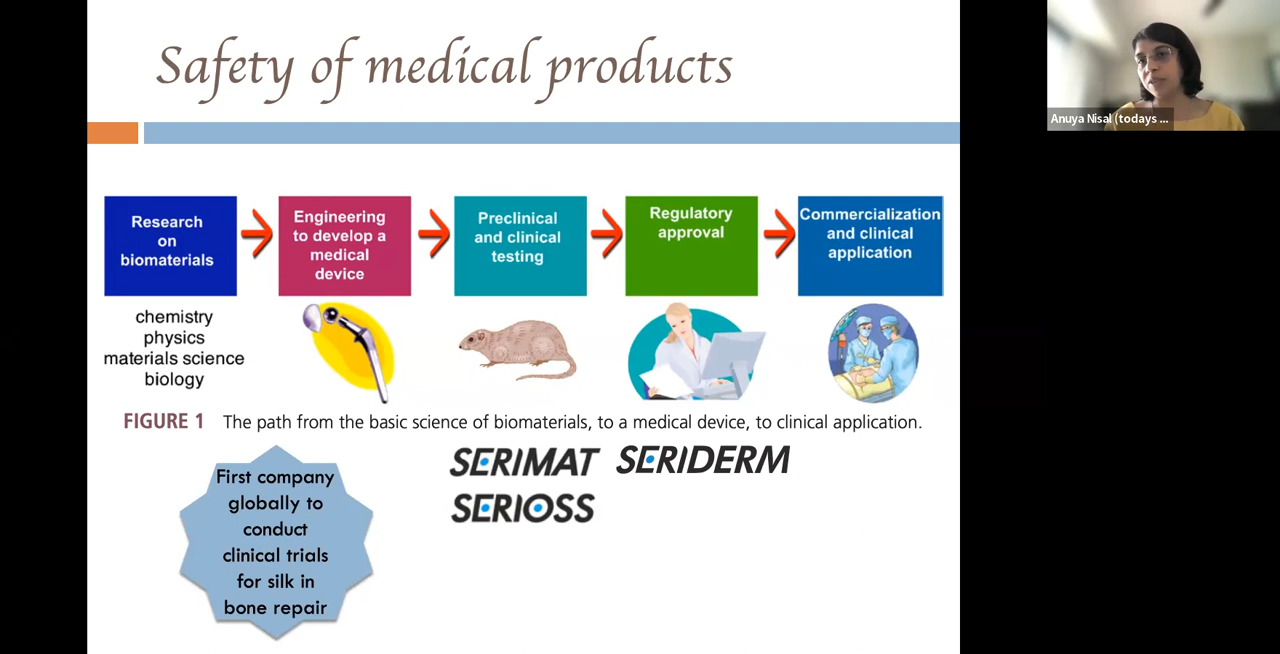 Safety of medical products
Anuya Nisal (todays ...
Research
on
biomaterials
Engineering
to develop a
medical
device
Preclinical
and clinical
testing
Regulatory
approval
Commercialization
and clinical
application
chemistry
physics
materials science
biology
FIGURE 1 The path from the basic science of biomaterials, to a medical device, to clinical application.
First company
globally to
conduct
clinical trials
for silk in
bone repair
SERIMAT SERIDERM
SERIOSS